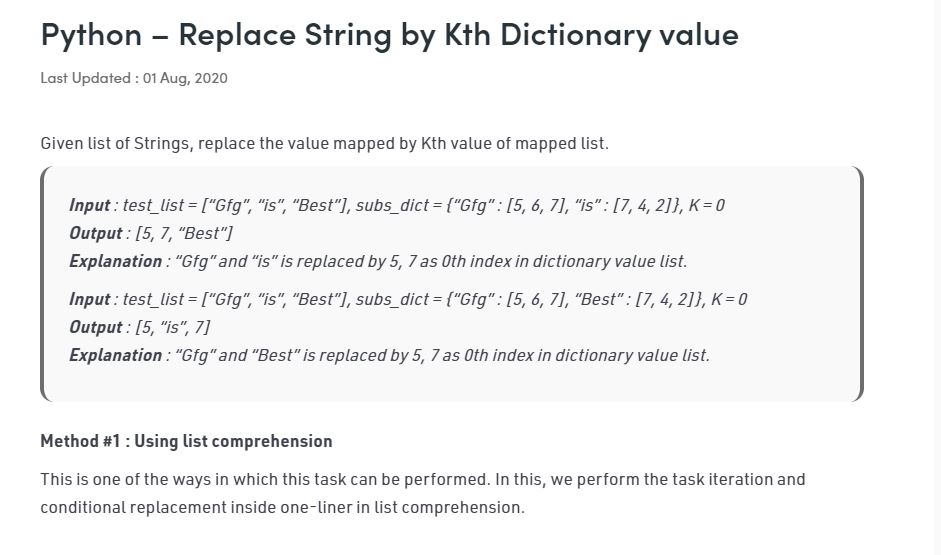 Python – Replace String by Kth Dictionary value
Last Updated : 01 Aug, 2020
Given list of Strings, replace the value mapped by Kth value of mapped list.
Input : test_list = [“Gfg”, “is”, “Best”], subs_dict = {“Gfg” : [5, 6, 7], “is” : [7, 4, 2]}, K = 0
Output : [5, 7, “Best”]
Explanation : “Gfg” and “is” is replaced by 5, 7 as 0th index in dictionary value list.
Input : test_list = [“Gfg”, “is”, “Best”], subs_dict = {“Gfg” : [5, 6, 7], “Best” : [7, 4, 2]}, K = 0
Output : [5, “is”, 7]
Explanation : “Gfg” and “Best” is replaced by 5, 7 as 0th index in dictionary value list.
Method #1 : Using list comprehension
This is one of the ways in which this task can be performed. In this, we perform the task iteration and
conditional replacement inside one-liner in list comprehension.